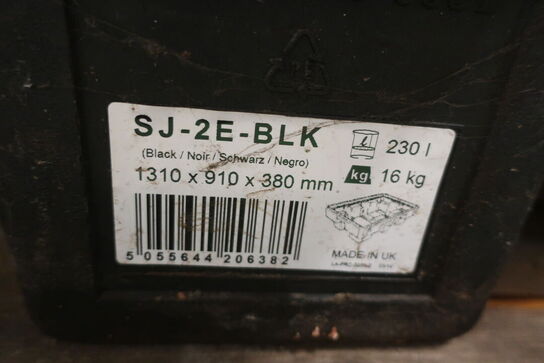 SJ-2E-BLK
(Black / Noir / Schwarz / Negro)
230 l
1310 x 910 x 380 mm
kg 16 kg
5 055644 206382
MADE IN UK